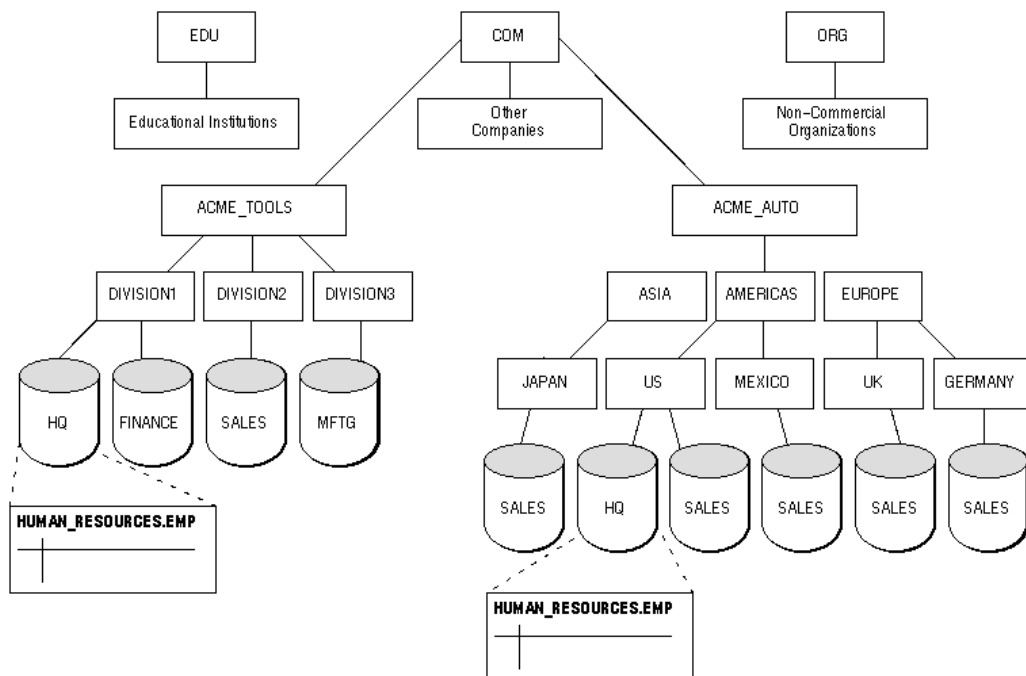 EDU
COM
ORG
Educational Institutions
Other
Companies
Non-Commercial
Organizations
ACME_TOOLS
ACME_AUTO
DIVISION1
DIVISION2
DIVISION3
ASIA
AMERICAS
EUROPE
JAPAN
US
MEXICO
UK
GERMANY
HQ
FINANCE
SALES
MFTG
SALES
HQ
SALES
SALES
SALES
SALES
HUMAN_RESOURCES.EMP
HUMAN_RESOURCES.EMP